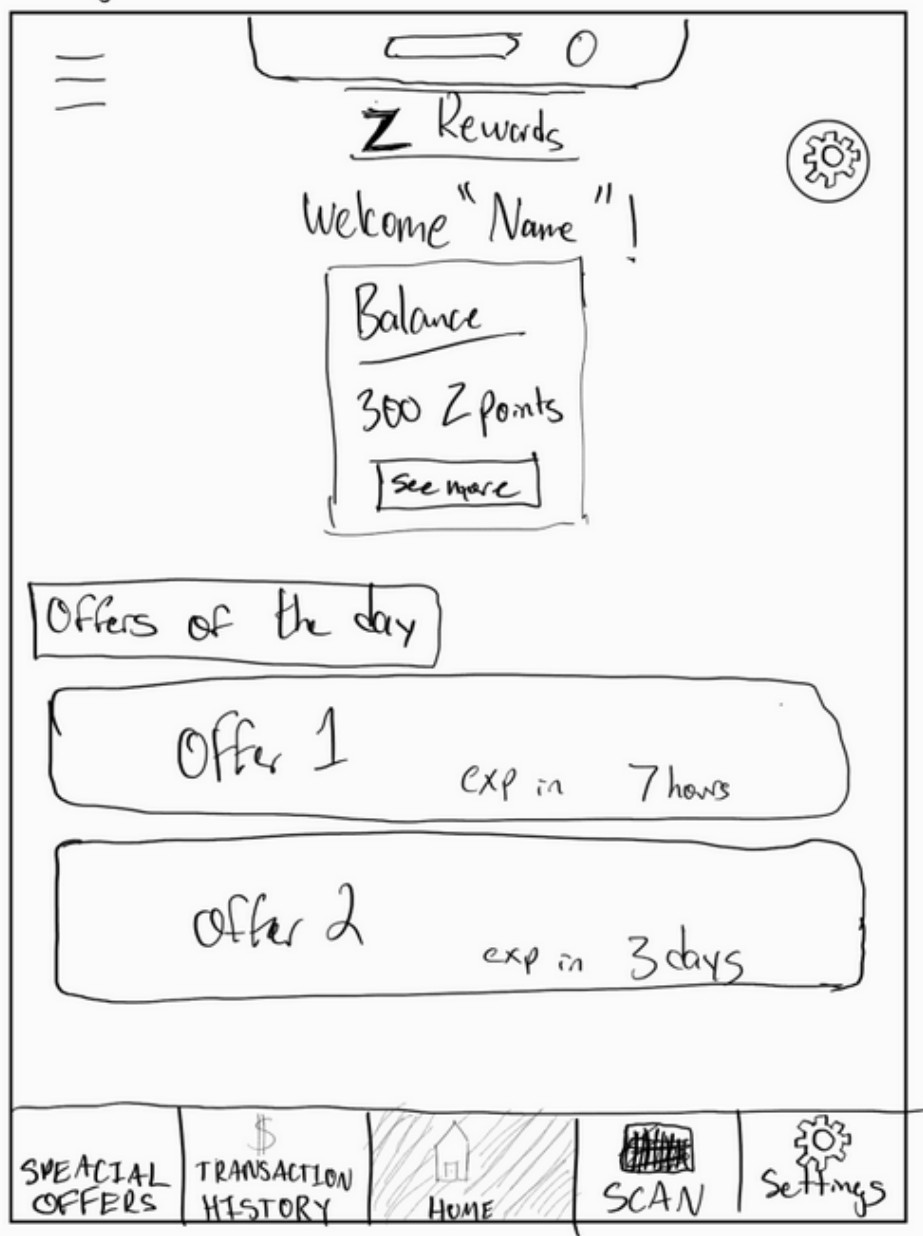 Z Rewards
Welcome "Name"!
Balance
300 Z points
see more
Offers of the day
Offer 1
exp in 7 hours
Offer 2
exp in 3 days
SPEACIAL
OFFERS
$
TRANSACTION
HISTORY
HOME
SCAN
Settings